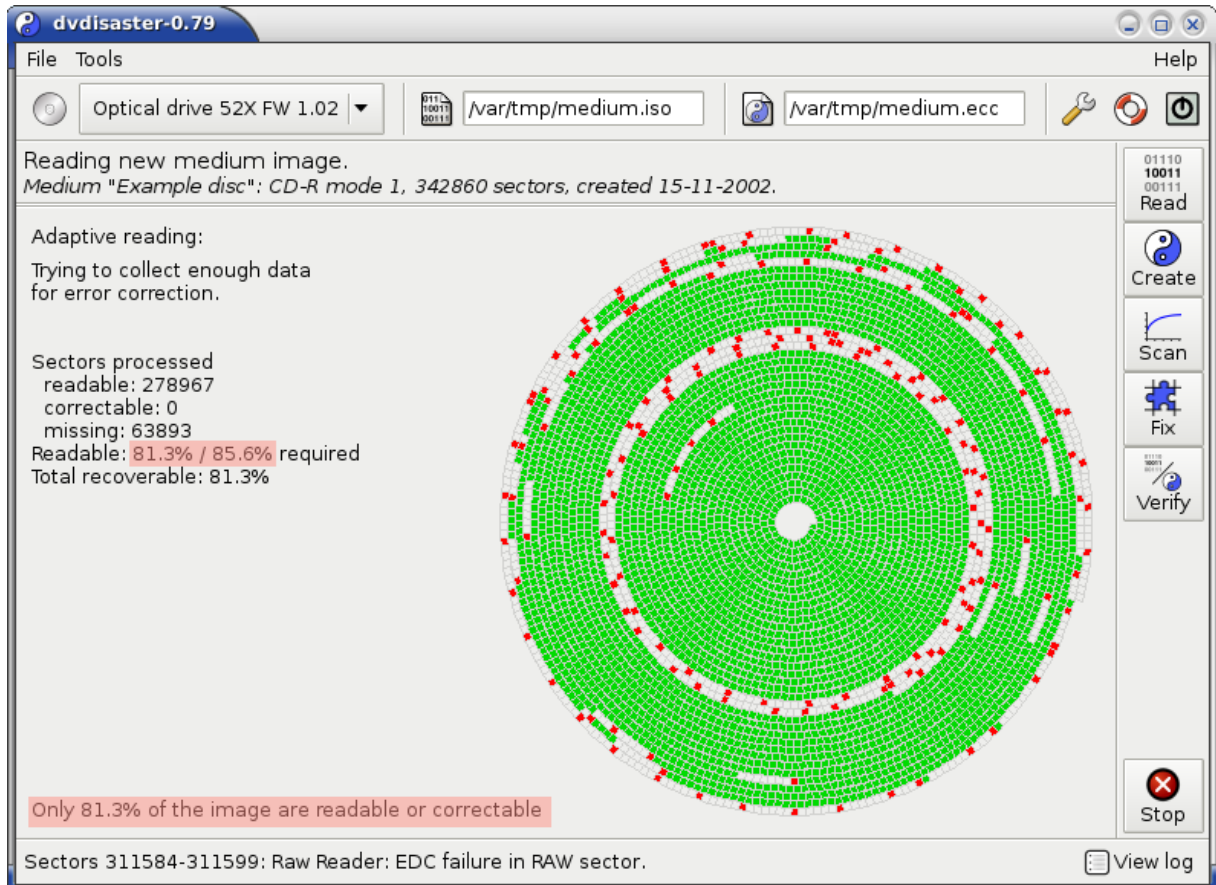 dvdisaster-0.79
File Tools Help
Optical drive 52X FW 1.02 /var/tmp/medium.iso /var/tmp/medium.ecc
Reading new medium image.
Medium "Example disc": CD-R mode 1, 342860 sectors, created 15-11-2002.
01110
10011
00111
Read
Create
Scan
Fix
Verify
Stop
Adaptive reading:
Trying to collect enough data
for error correction.
Sectors processed
readable: 278967
correctable: 0
missing: 63893
Readable: 81.3% / 85.6% required
Total recoverable: 81.3%
Only 81.3% of the image are readable or correctable
Sectors 311584-311599: Raw Reader: EDC failure in RAW sector. View log